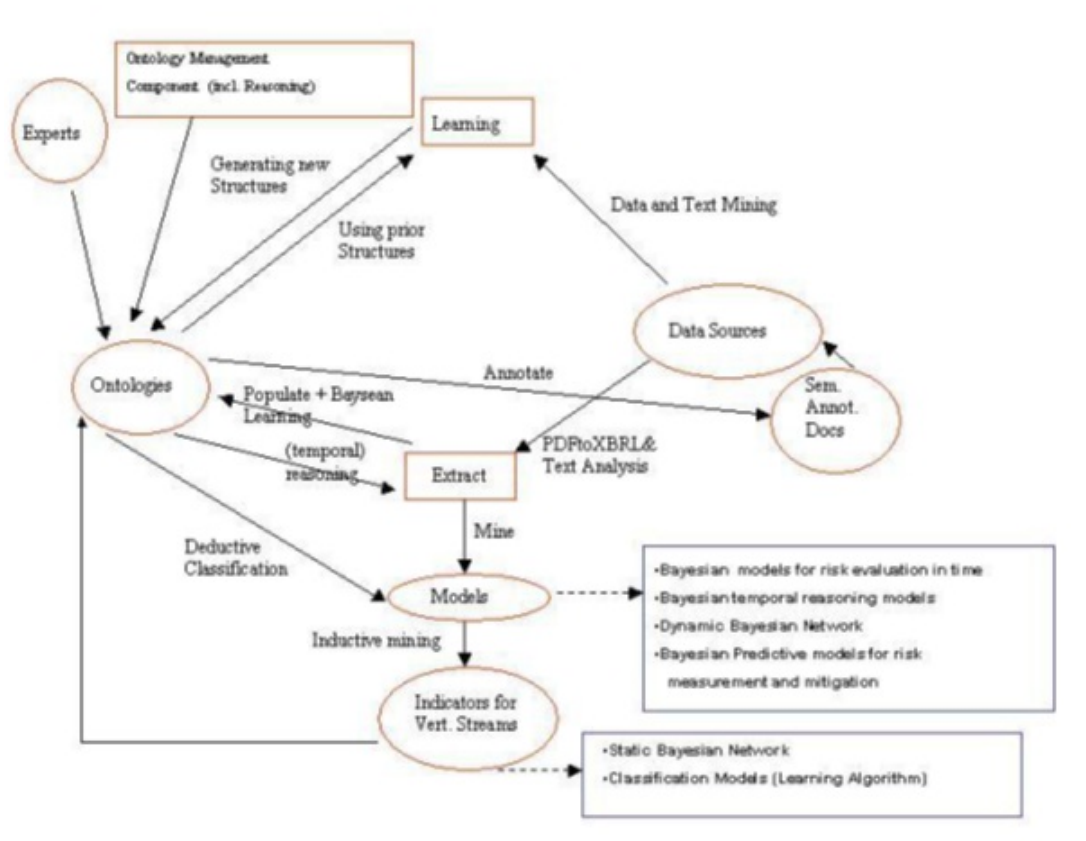 Ontology Management
Component (incl. Reasoning)
Experts
Learning
Generating new
Structures
Using prior
Structures
Data and Text Mining
Data Sources
Ontologies
Annotate
Sem.
Annot.
Docs
Populate + Baysean
Learning
(temporal)
reasoning
PDFtoXBRL&
Text Analysis
Extract
Mine
Deductive
Classification
Models
•Bayesian models for risk evaluation in time
•Bayesian temporal reasoning models
•Dynamic Bayesian Network
•Bayesian Predictive models for risk
measurement and mitigation
Inductive mining
Indicators for
Vert. Streams
•Static Bayesian Network
•Classification Models (Learning Algorithm)